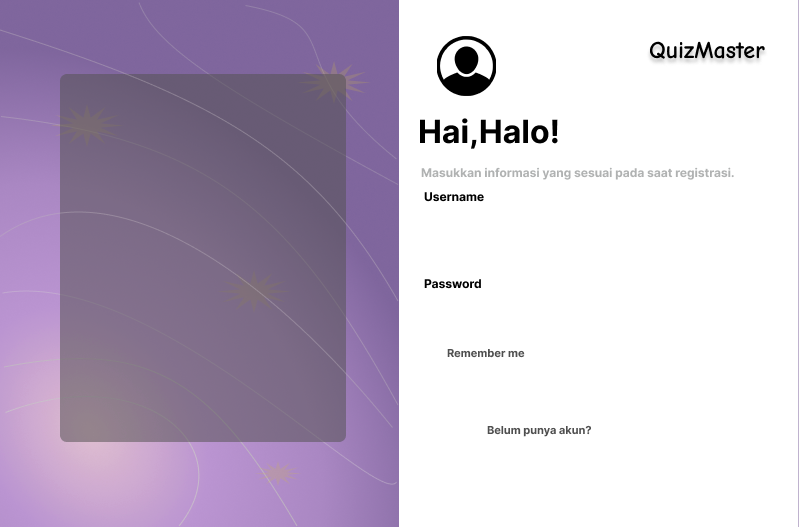 QuizMaster
Hai,Halo!
Masukkan informasi yang sesuai pada saat registrasi.
Username
Password
Remember me
Belum punya akun?